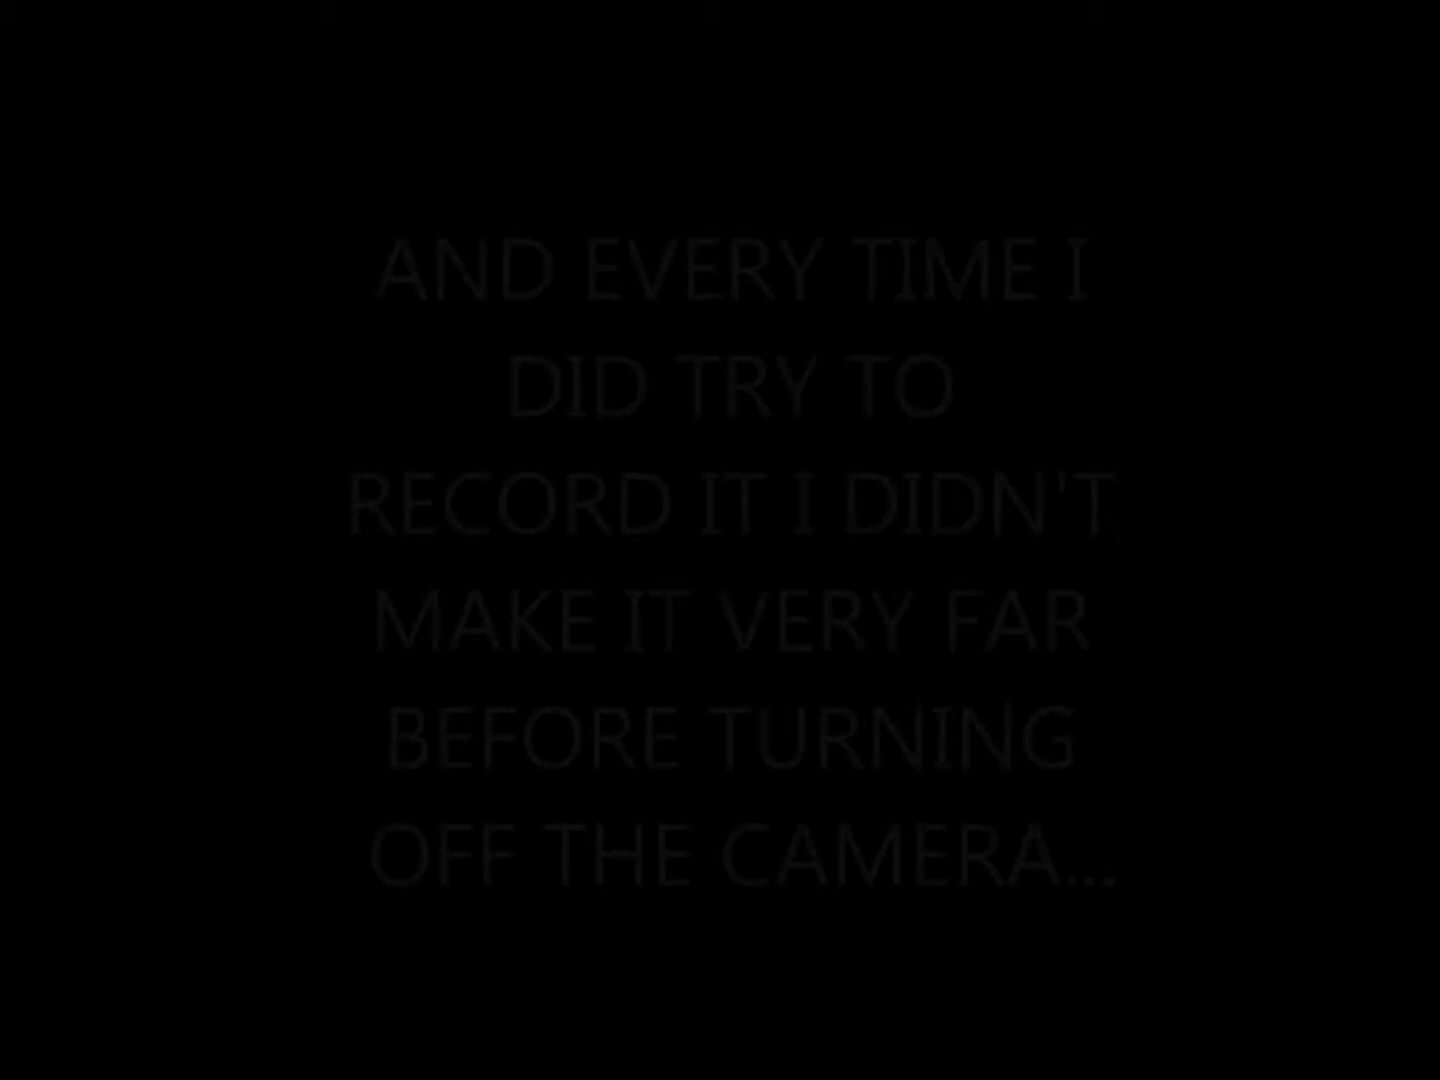 AND EVERY TIME I
DID TRY TO
RECORD IT I DIDN'T
MAKE IT VERY FAR
BEFORE TURNING
OFF THE CAMERA...